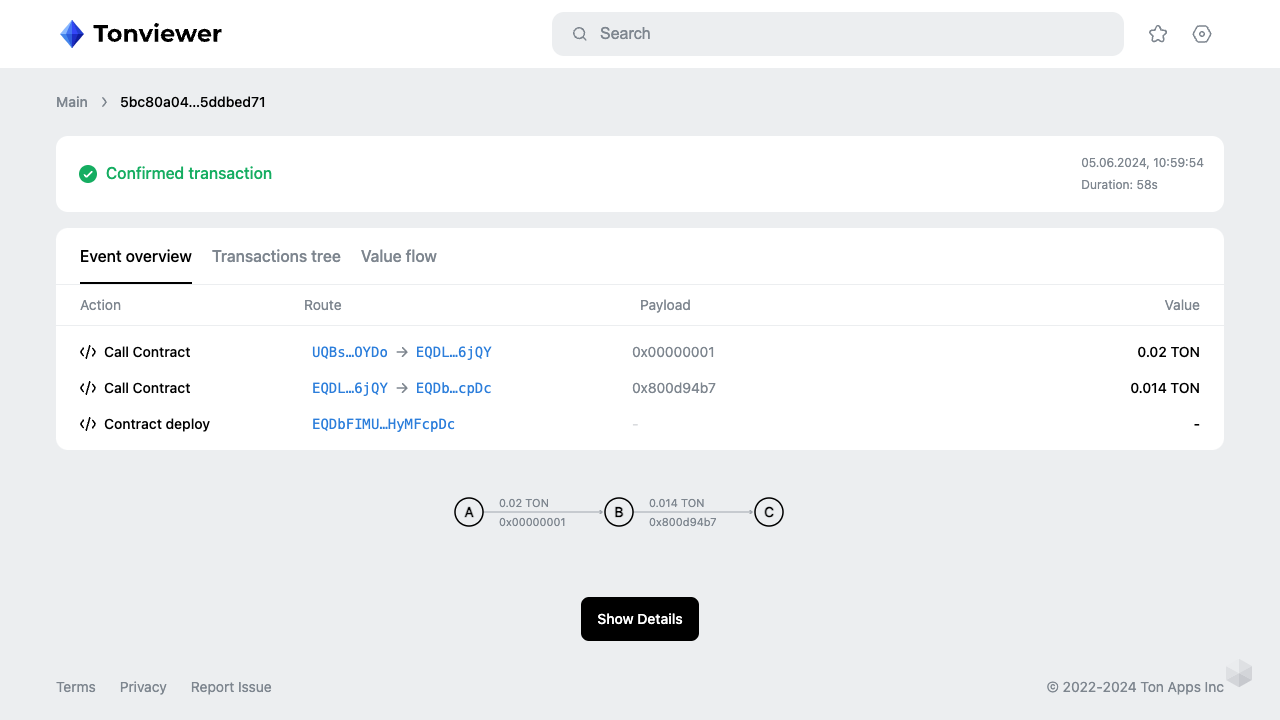 Tonviewer
Search
Main > 5bc80a04...5ddbed71
Confirmed transaction
05.06.2024, 10:59:54
Duration: 58s
Event overview Transactions tree Value flow
Action Route Payload Value
Call Contract UQBs…OYDo → EQDL…6jQY 0x00000001 0.02 TON
Call Contract EQDL…6jQY → EQDb…cpDc 0x800d94b7 0.014 TON
Contract deploy EQDbFIMU…HyMFcpDc - -
0.02 TON 0.014 TON
A B C
0x00000001 0x800d94b7
Show Details
Terms Privacy Report Issue © 2022-2024 Ton Apps Inc